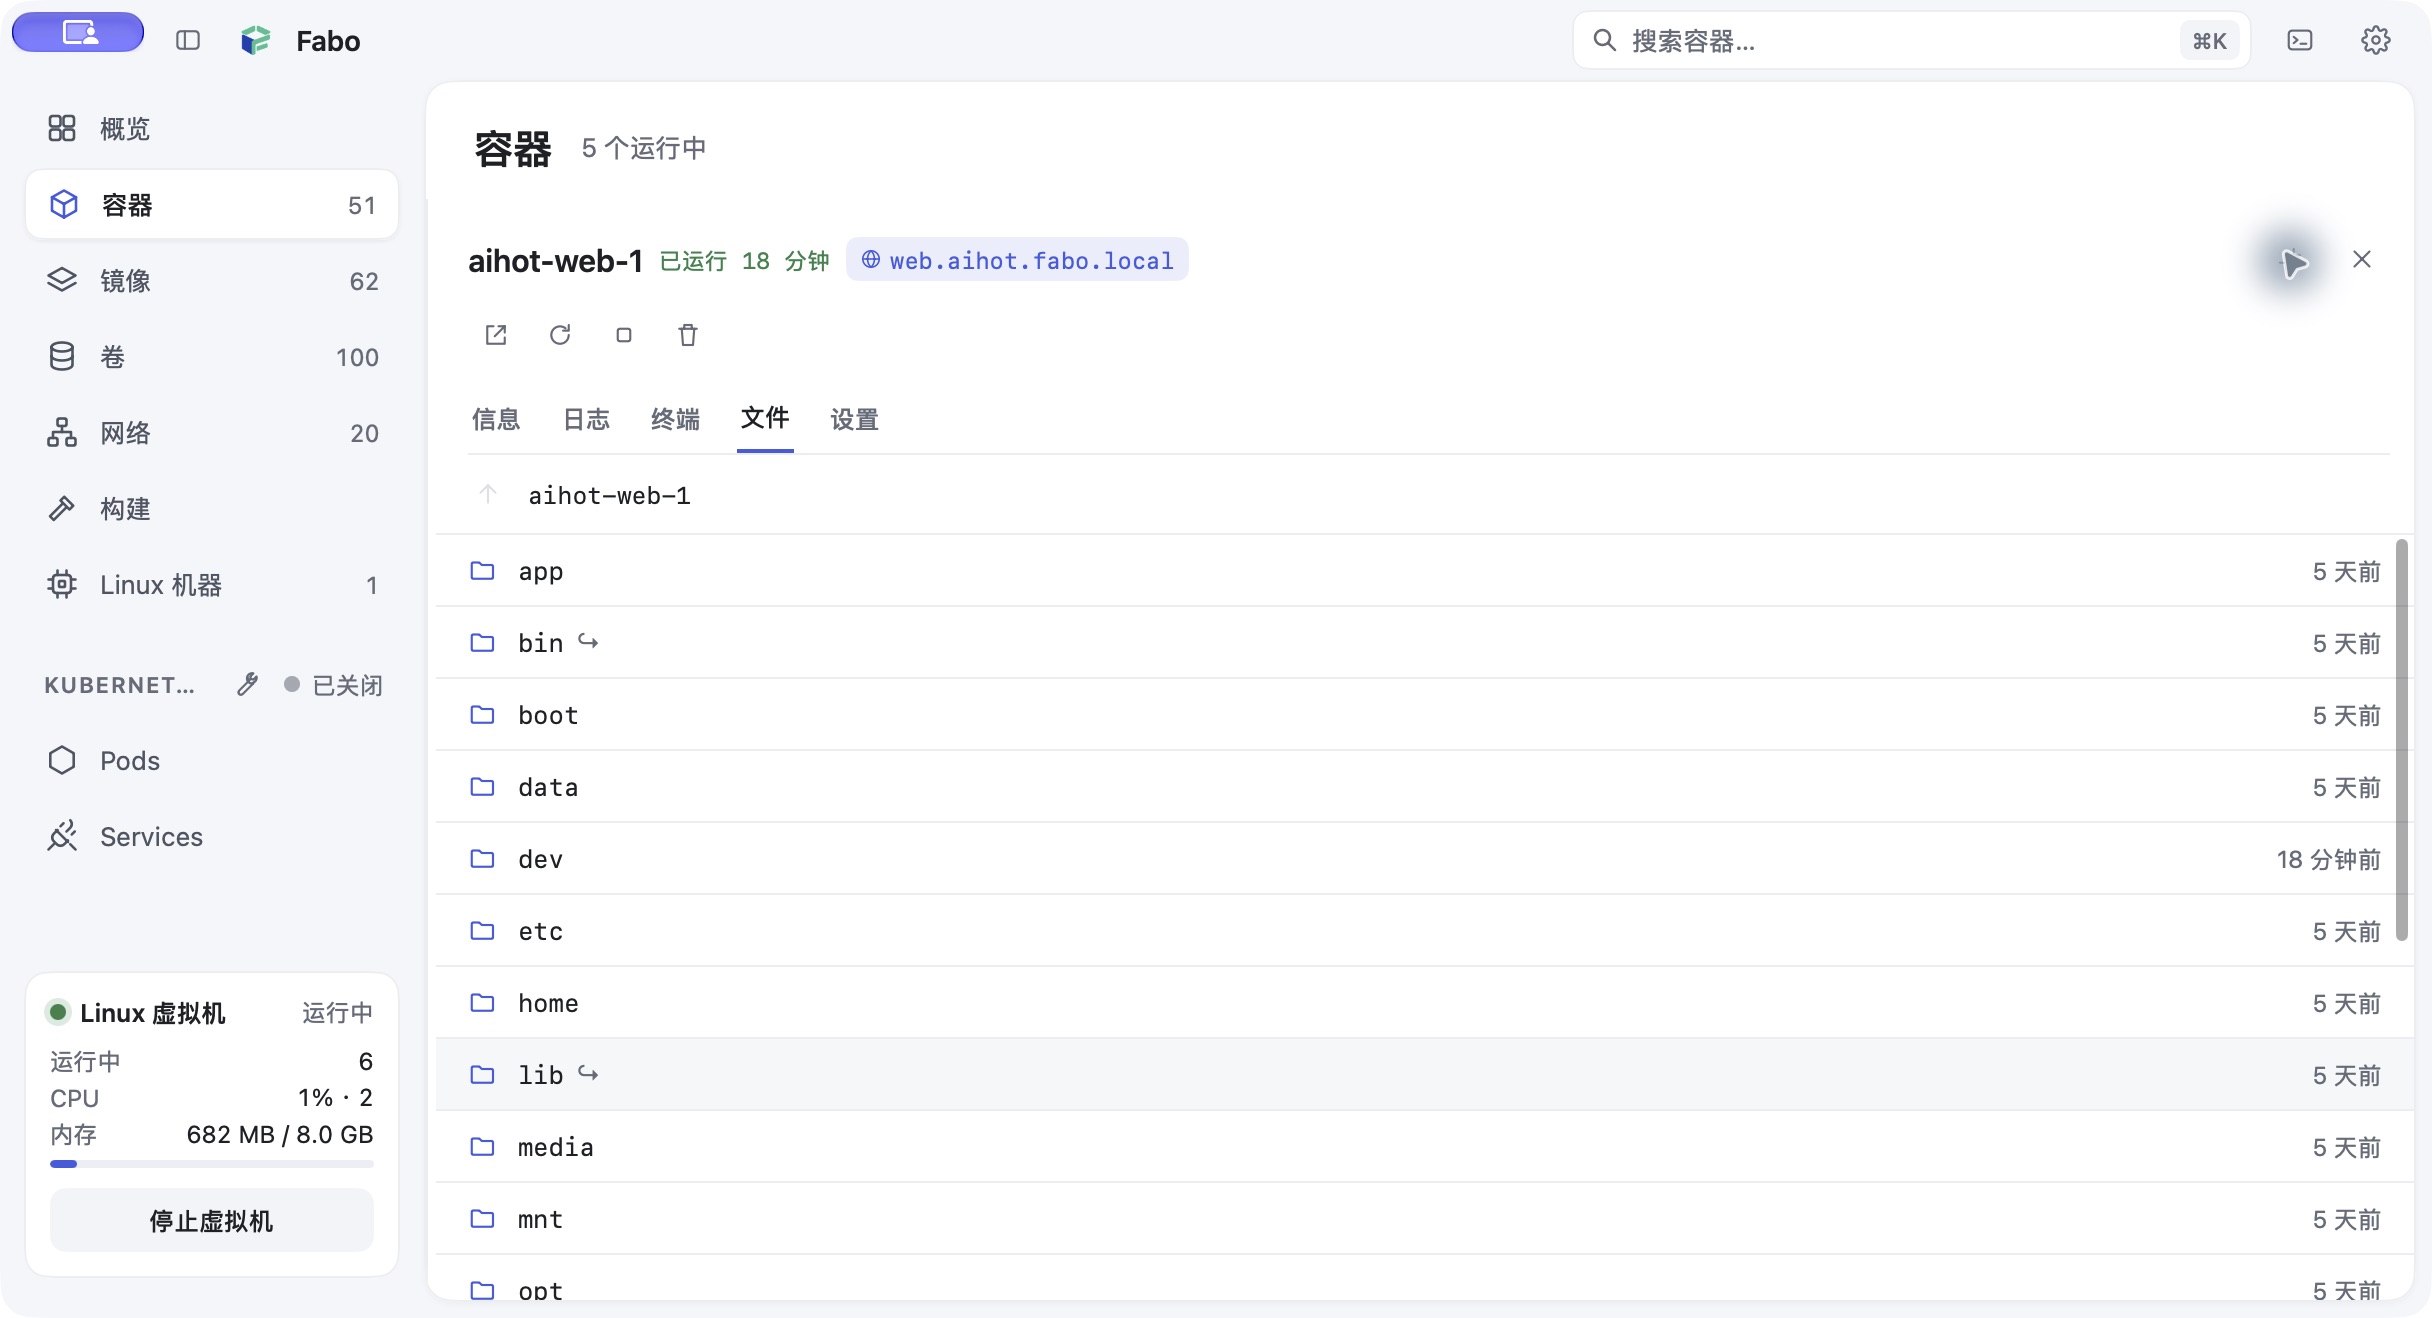 Fabo
搜索容器...
⌘K
概览
容器 51
镜像 62
卷 100
网络 20
构建
Linux 机器 1
KUBERNET... 已关闭
Pods
Services
Linux 虚拟机 运行中
运行中 6
CPU 1% · 2
内存 682 MB / 8.0 GB
停止虚拟机
容器 5 个运行中
aihot-web-1 已运行 18 分钟 web.aihot.fabo.local
信息 日志 终端 文件 设置
aihot-web-1
app 5 天前
bin 5 天前
boot 5 天前
data 5 天前
dev 18 分钟前
etc 5 天前
home 5 天前
lib 5 天前
media 5 天前
mnt 5 天前
opt 5 天前